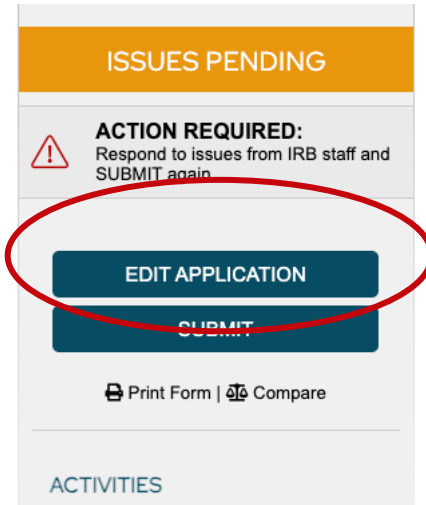 ISSUES PENDING
ACTION REQUIRED:
Respond to issues from IRB staff and
SUBMIT again
EDIT APPLICATION
SUBMIT
Print Form | Compare
ACTIVITIES